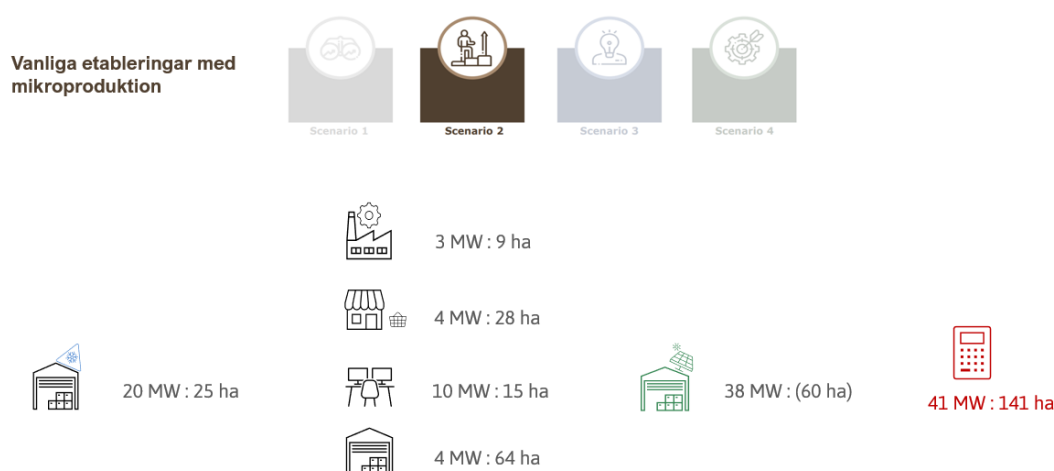 Vanliga etableringar med
mikroproduktion
Scenario 1
Scenario 2
Scenario 3
Scenario 4
3 MW : 9 ha
4 MW : 28 ha
20 MW : 25 ha
10 MW : 15 ha
38 MW : (60 ha)
41 MW : 141 ha
4 MW : 64 ha